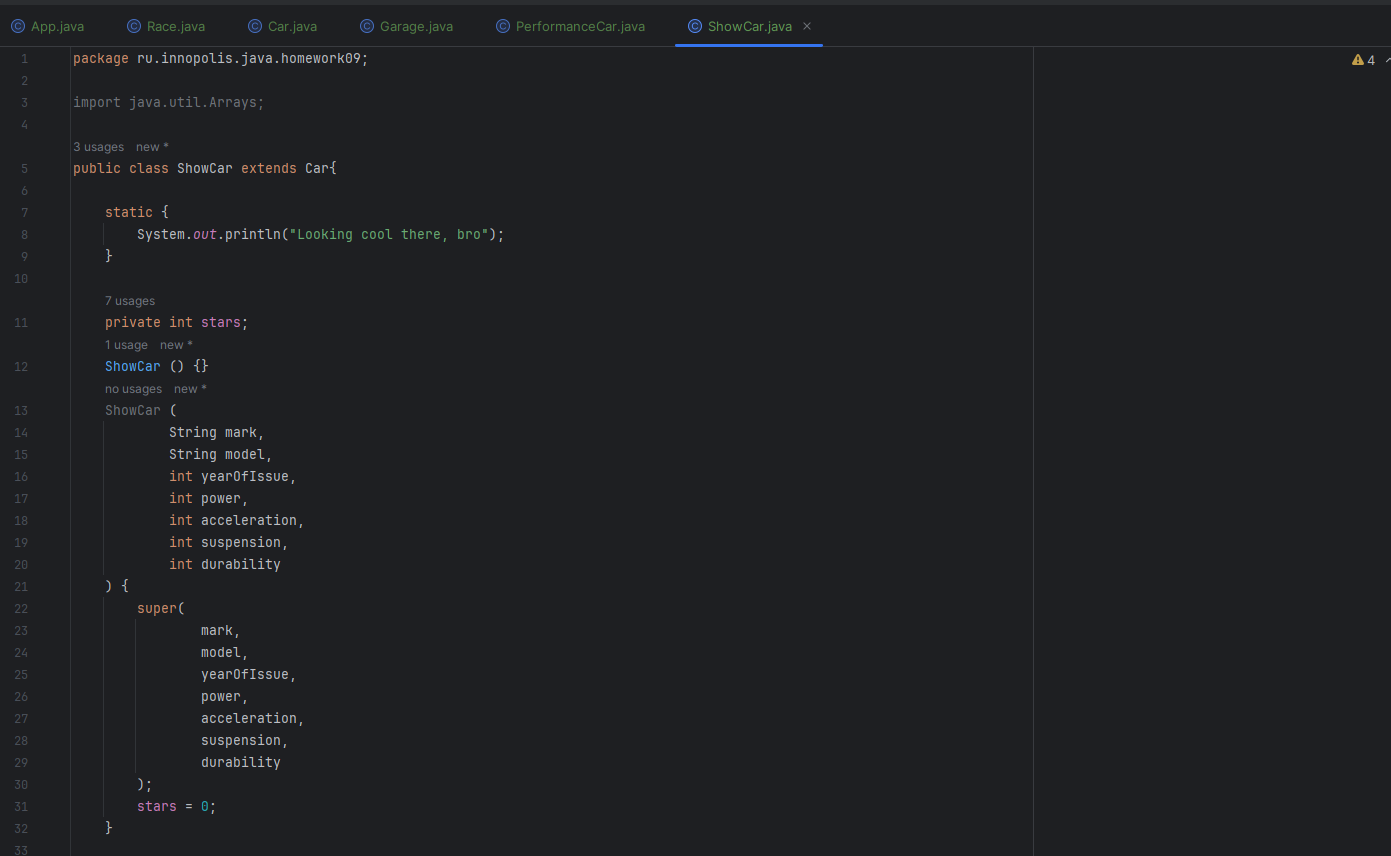 App.java Race.java Car.java Garage.java PerformanceCar.java ShowCar.java
1 package ru.innopolis.java.homework09; 4
2
3 import java.util.Arrays;
4
3 usages new *
5 public class ShowCar extends Car{
6
7 static {
8 System.out.println("Looking cool there, bro");
9 }
10
7 usages
11 private int stars;
1 usage new *
12 ShowCar () {}
no usages new *
13 ShowCar (
14 String mark,
15 String model,
16 int yearOfIssue,
17 int power,
18 int acceleration,
19 int suspension,
20 int durability
21 ) {
22 super(
23 mark,
24 model,
25 yearOfIssue,
26 power,
27 acceleration,
28 suspension,
29 durability
30 );
31 stars = 0;
32 }
33